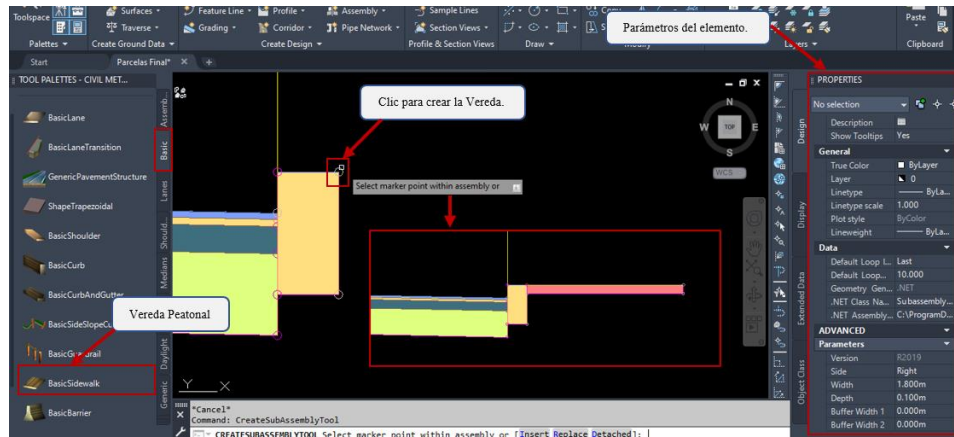 Toolspace
Surfaces
Traverse
Feature Line
Grading
Profile
Corridor
Assembly
Pipe Network
Sample Lines
Section Views
Copy
Paste
Palettes
Create Ground Data
Create Design
Profile & Section Views
Draw
Modify
Layers
Clipboard
Parámetros del elemento.
Start
Parcelas Final*
TOOL PALETTES - CIVIL MET...
BasicLane
BasicLaneTransition
GenericPavementStructure
ShapeTrapezoidal
BasicShoulder
BasicCurb
BasicCurbAndGutter
BasicSideSlopeCu
BasicGuardrail
BasicSidewalk
BasicBarrier
Assemb...
Basic
Lanes
Should...
Medians
Daylight
Generic
Vereda Peatonal
Clic para crear la Vereda.
Select marker point within assembly or
N
W
TOP
E
S
WCS
Y
X
*Cancel*
Command: CreateSubAssemblyTool
CREATESUBASSEMBLYTOOL Select marker point within assembly or [Insert Replace Detached]:
PROPERTIES
No selection
Design
Display
Extended Data
Object Class
Description
Show Tooltips Yes
General
True Color ByLayer
Layer 0
Linetype ByLa...
Linetype scale 1.000
Plot style ByColor
Lineweight ByLa...
Data
Default Loop L... Last
Default Loop... 10.000
Geometry Gen... .NET
.NET Class Na... Subassembly...
.NET Assembly... C:\ProgramD...
ADVANCED
Parameters
Version R2019
Side Right
Width 1.800m
Depth 0.100m
Buffer Width 1 0.000m
Buffer Width 2 0.000m